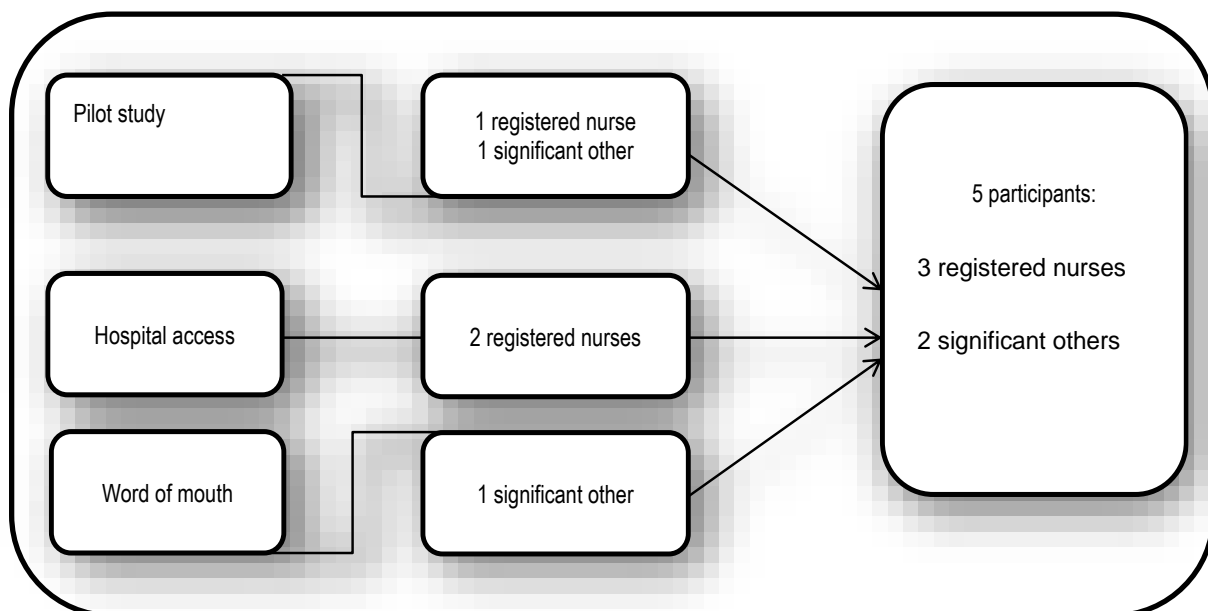 Pilot study
1 registered nurse
1 significant other
Hospital access
2 registered nurses
Word of mouth
1 significant other
5 participants:
3 registered nurses
2 significant others